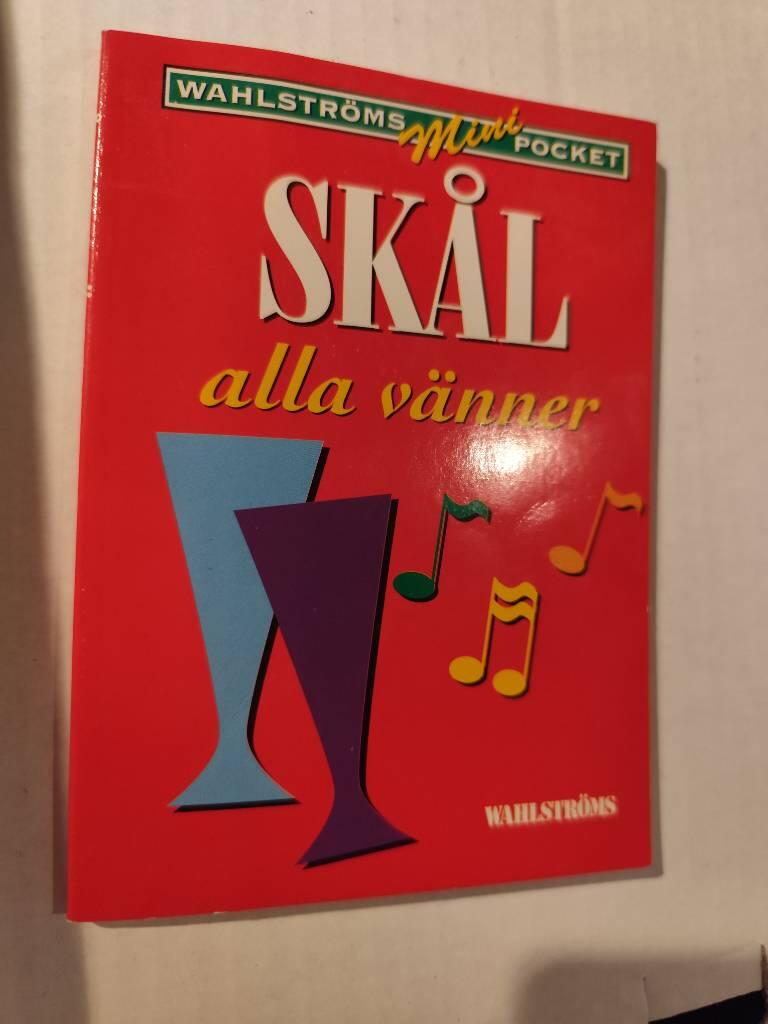 WAHLSTRÖMS Mini POCKET
SKÅL
alla vänner
WAHLSTRÖMS